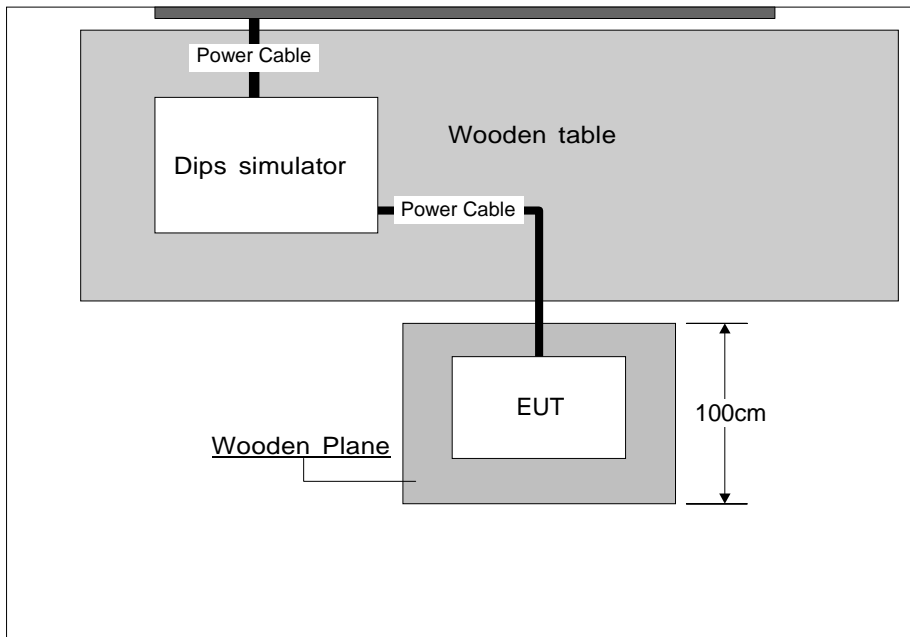 Power Cable
Wooden table
Dips simulator
Power Cable
EUT
100cm
Wooden Plane